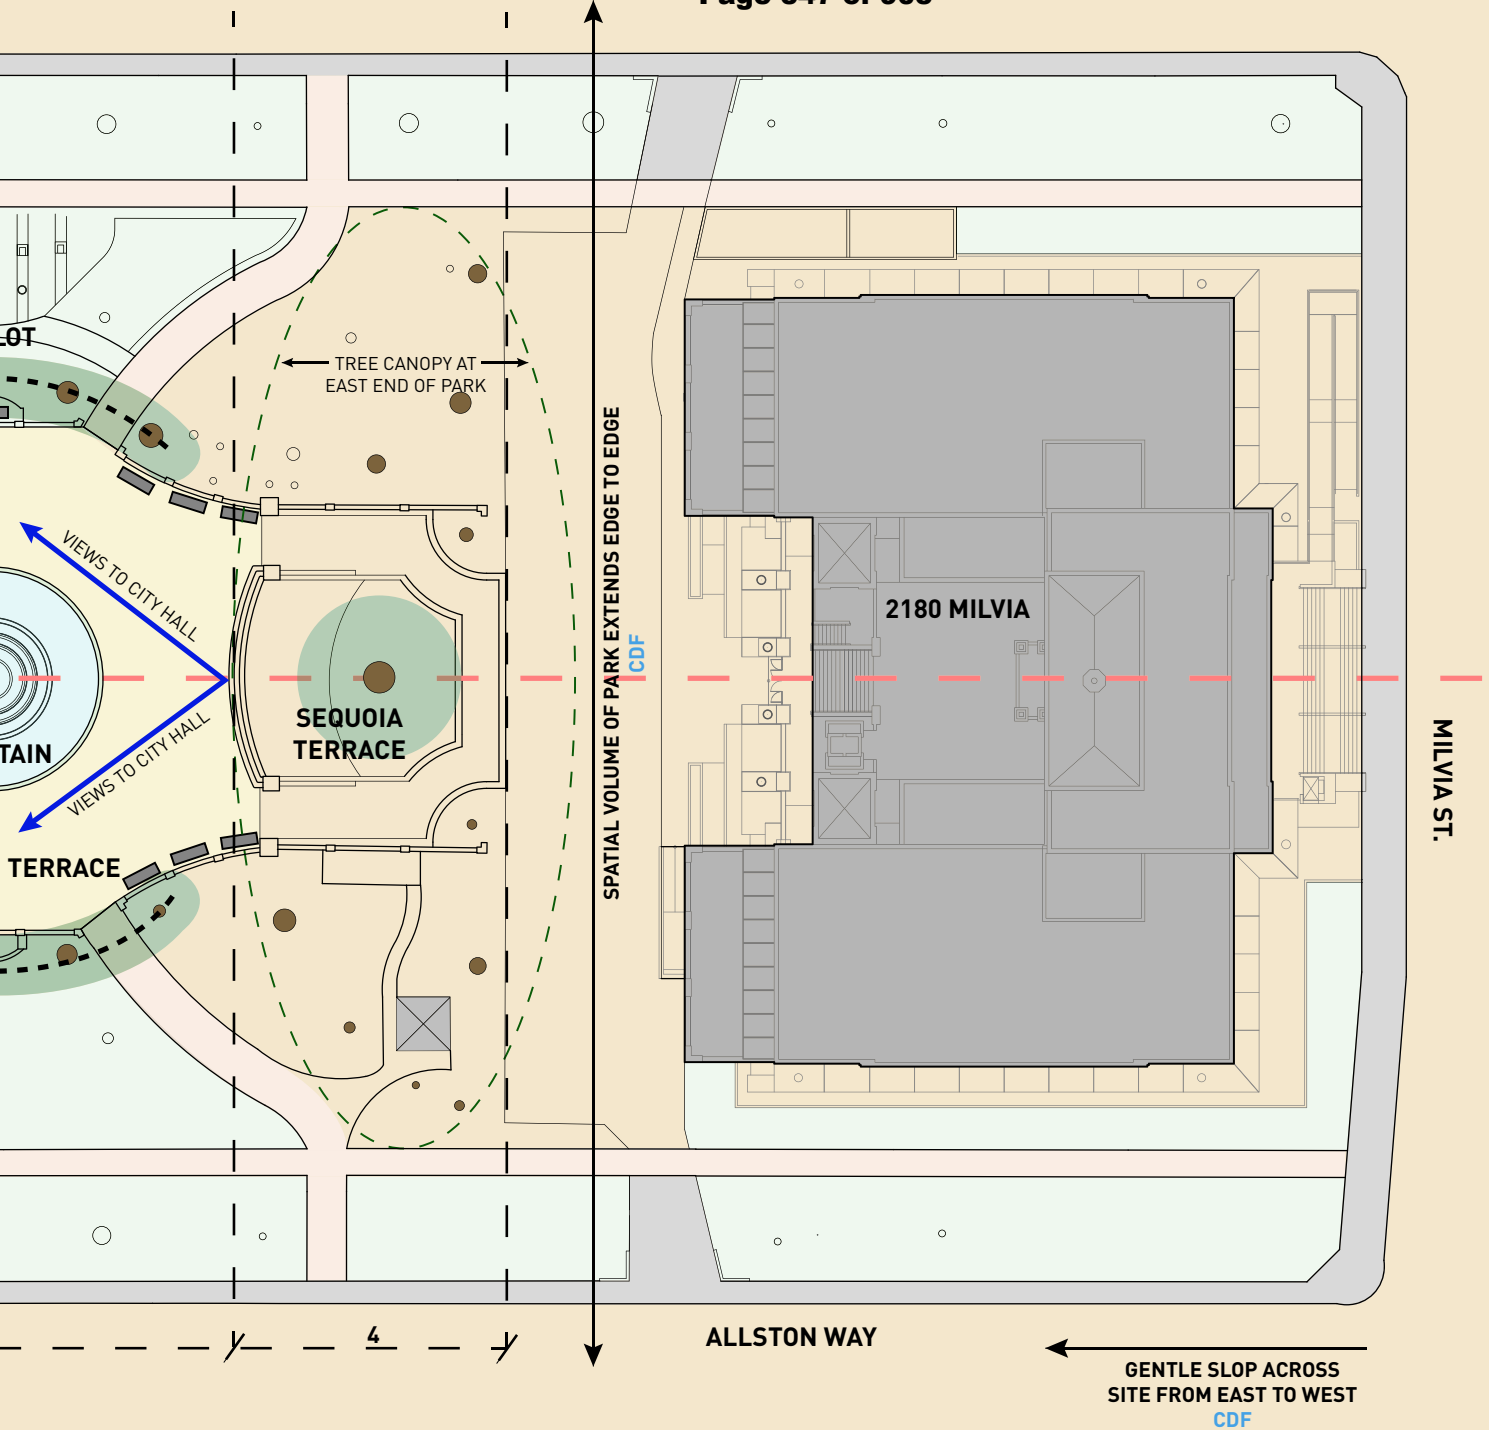 LOT
TREE CANOPY AT
EAST END OF PARK
SPATIAL VOLUME OF PARK EXTENDS EDGE TO EDGE
CDF
VIEWS TO CITY HALL
2180 MILVIA
SEQUOIA
TERRACE
VIEWS TO CITY HALL
TAIN
MILVIA ST.
TERRACE
4
ALLSTON WAY
GENTLE SLOP ACROSS
SITE FROM EAST TO WEST
CDF